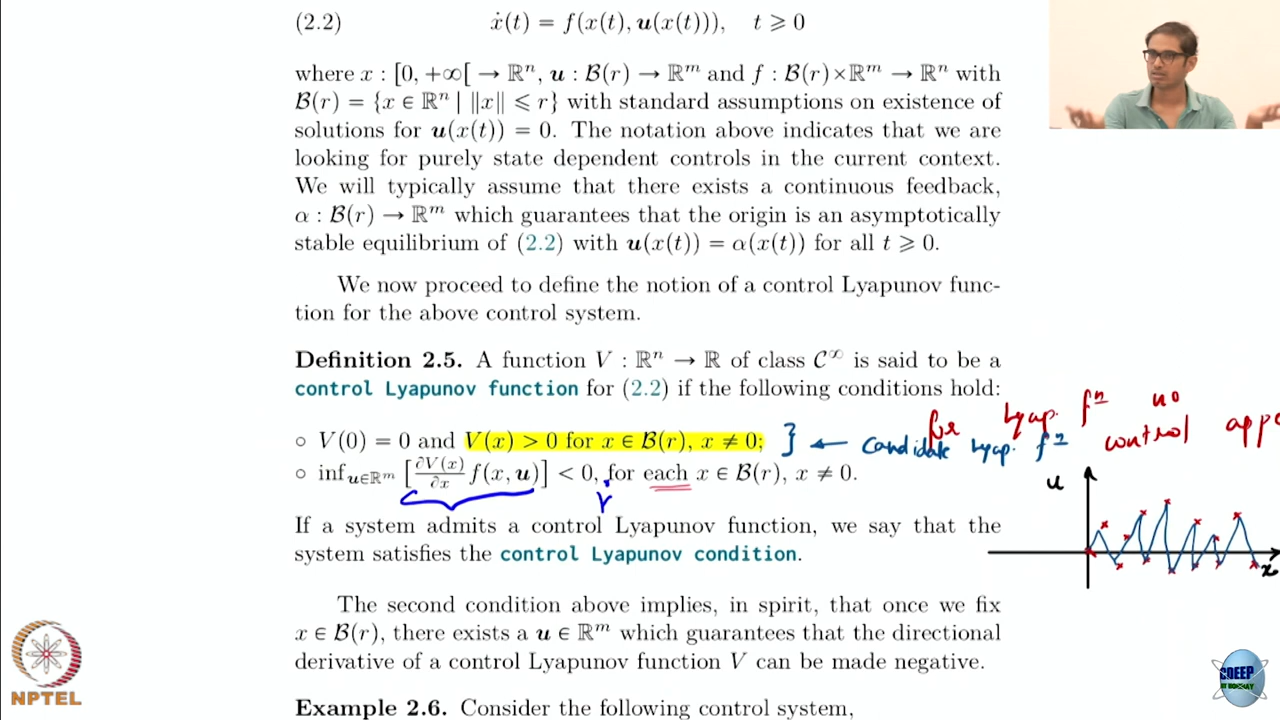 (2.2) ẋ(t) = f(x(t), u(x(t))), t ⩾ 0
where x : [0, +∞[ → ℝⁿ, u : ℬ(r) → ℝᵐ and f : ℬ(r)×ℝᵐ → ℝⁿ with
ℬ(r) = {x ∈ ℝⁿ | ‖x‖ ⩽ r} with standard assumptions on existence of
solutions for u(x(t)) = 0. The notation above indicates that we are
looking for purely state dependent controls in the current context.
We will typically assume that there exists a continuous feedback,
α : ℬ(r) → ℝᵐ which guarantees that the origin is an asymptotically
stable equilibrium of (2.2) with u(x(t)) = α(x(t)) for all t ⩾ 0.
We now proceed to define the notion of a control Lyapunov func-
tion for the above control system.
Definition 2.5. A function V : ℝⁿ → ℝ of class 𝒞^∞ is said to be a
control Lyapunov function for (2.2) if the following conditions hold:
for Lyap. fⁿ no
control appe
○ V(0) = 0 and V(x) > 0 for x ∈ ℬ(r), x ≠ 0; } ← Candidate Lyap. fⁿ
○ inf_{u∈ℝᵐ} [∂V(x)/∂x f(x, u)] < 0, for each x ∈ ℬ(r), x ≠ 0.
u
x
If a system admits a control Lyapunov function, we say that the
system satisfies the control Lyapunov condition.
The second condition above implies, in spirit, that once we fix
x ∈ ℬ(r), there exists a u ∈ ℝᵐ which guarantees that the directional
derivative of a control Lyapunov function V can be made negative.
Example 2.6. Consider the following control system,
NPTEL
CDEEP
IIT BOMBAY